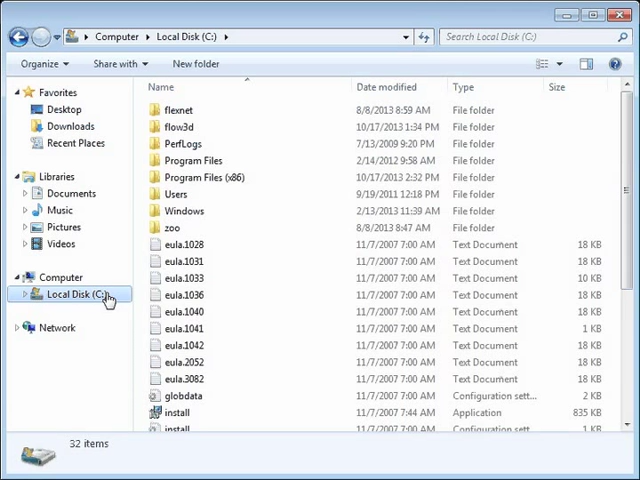 Computer ▸ Local Disk (C:) ▸
Search Local Disk (C:)
Organize Share with New folder
Name Date modified Type Size
Favorites
Desktop
Downloads
Recent Places
Libraries
Documents
Music
Pictures
Videos
Computer
Local Disk (C:)
Network
flexnet 8/8/2013 8:59 AM File folder
flow3d 10/17/2013 1:34 PM File folder
PerfLogs 7/13/2009 9:20 PM File folder
Program Files 2/14/2012 9:58 AM File folder
Program Files (x86) 10/17/2013 2:32 PM File folder
Users 9/19/2011 12:18 PM File folder
Windows 2/13/2013 11:39 AM File folder
zoo 8/8/2013 8:47 AM File folder
eula.1028 11/7/2007 7:00 AM Text Document 18 KB
eula.1031 11/7/2007 7:00 AM Text Document 18 KB
eula.1033 11/7/2007 7:00 AM Text Document 10 KB
eula.1036 11/7/2007 7:00 AM Text Document 18 KB
eula.1040 11/7/2007 7:00 AM Text Document 18 KB
eula.1041 11/7/2007 7:00 AM Text Document 1 KB
eula.1042 11/7/2007 7:00 AM Text Document 18 KB
eula.2052 11/7/2007 7:00 AM Text Document 18 KB
eula.3082 11/7/2007 7:00 AM Text Document 18 KB
globdata 11/7/2007 7:00 AM Configuration sett... 2 KB
install 11/7/2007 7:44 AM Application 835 KB
install 11/7/2007 7:00 AM Configuration sett... 1 KB
32 items